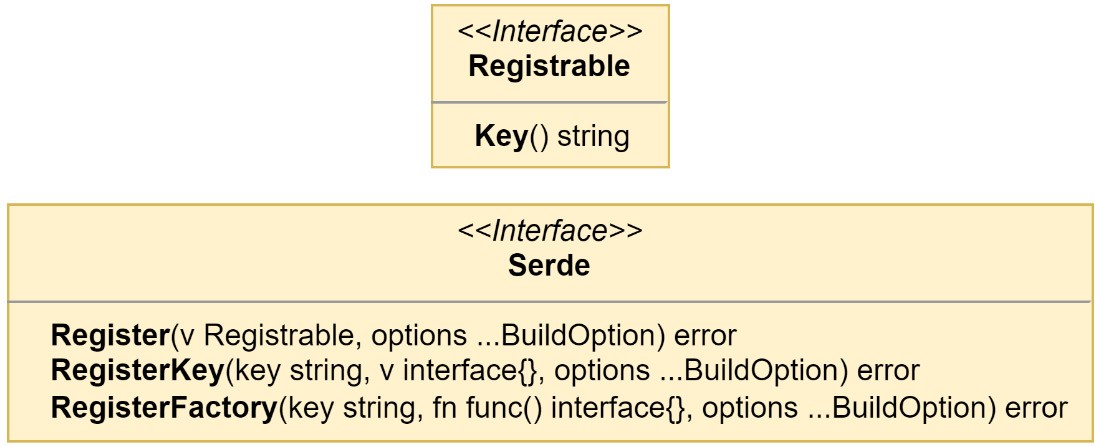 <<Interface>>
Registrable
Key() string
<<Interface>>
Serde
Register(v Registrable, options ...BuildOption) error
RegisterKey(key string, v interface{}, options ...BuildOption) error
RegisterFactory(key string, fn func() interface{}, options ...BuildOption) error